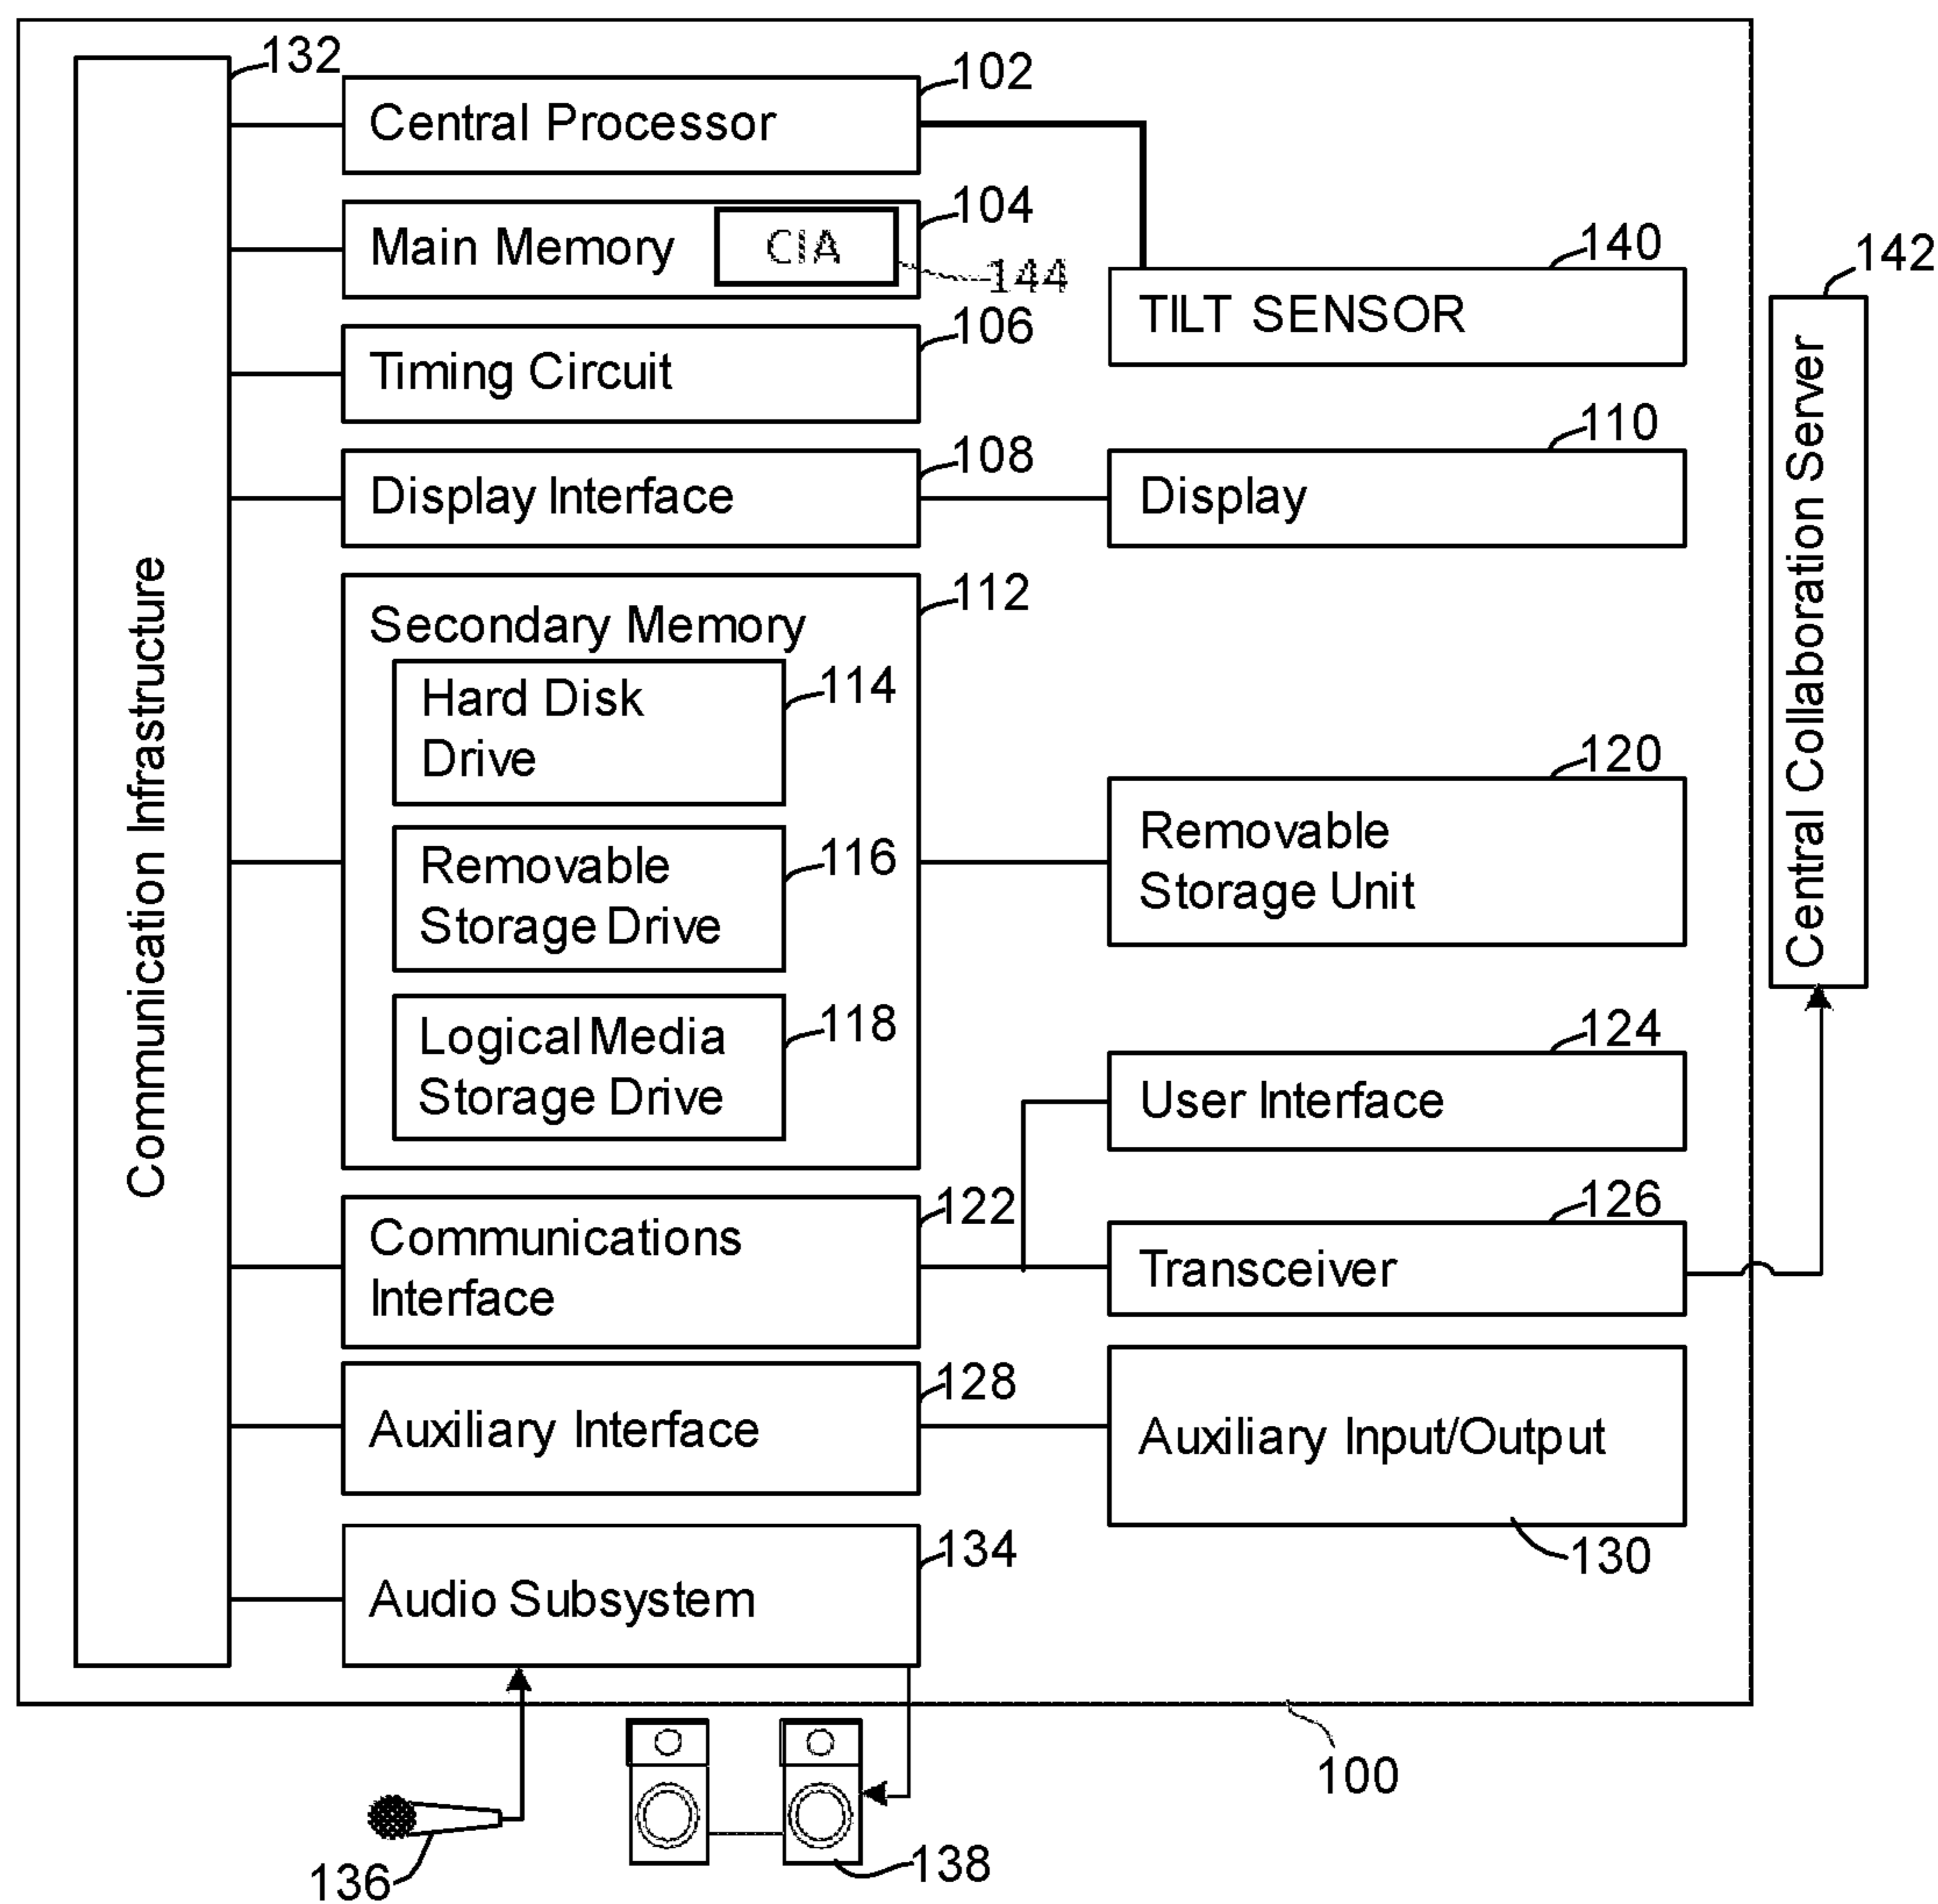 132
102
Central Processor
104
Main Memory
CIA
144
140
142
TILT SENSOR
106
Timing Circuit
Central Collaboration Server
110
108
Display Interface
Display
Communication Infrastructure
112
Secondary Memory
114
Hard Disk
Drive
120
116
Removable
Storage Drive
Removable
Storage Unit
118
Logical Media
Storage Drive
124
User Interface
122
Communications
Interface
126
Transceiver
128
Auxiliary Interface
Auxiliary Input/Output
134
130
Audio Subsystem
100
136
138